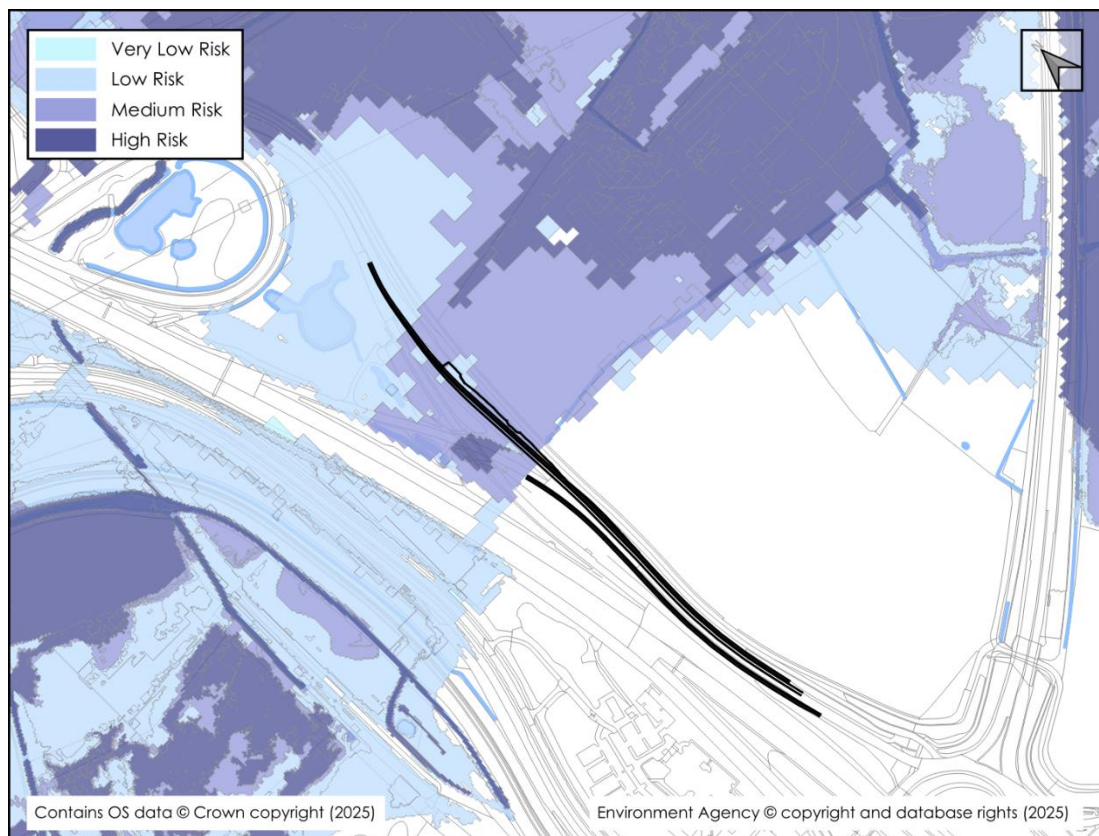 Very Low Risk
Low Risk
Medium Risk
High Risk
Contains OS data © Crown copyright (2025)
Environment Agency © copyright and database rights (2025)